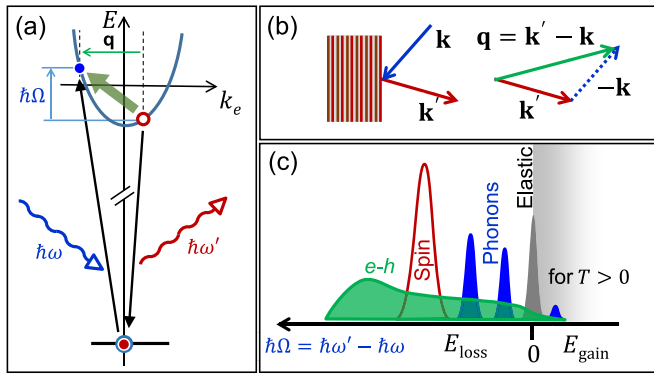 (a)
E
q
ħΩ
k_e
ħω
ħω′
(b)
k
k′
q = k′ − k
k′
−k
(c)
Elastic
Spin
Phonons
e-h
for T > 0
ħΩ = ħω′ − ħω
E_loss
0
E_gain